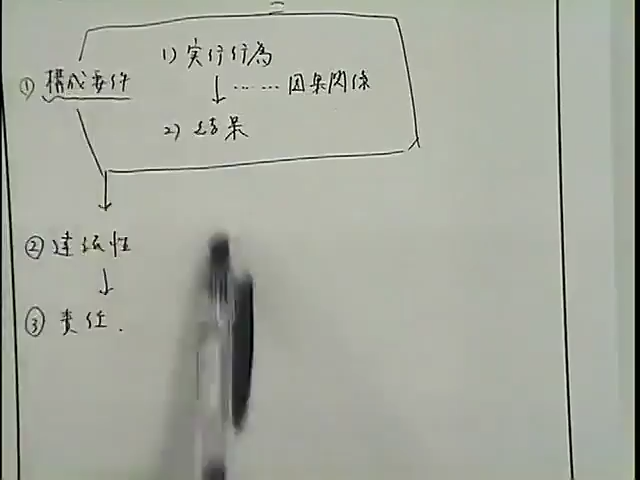 1) 実行行為
① 構成要件
↓ …… 因果関係
2) 結果
↓
② 違法性
↓
③ 責任.